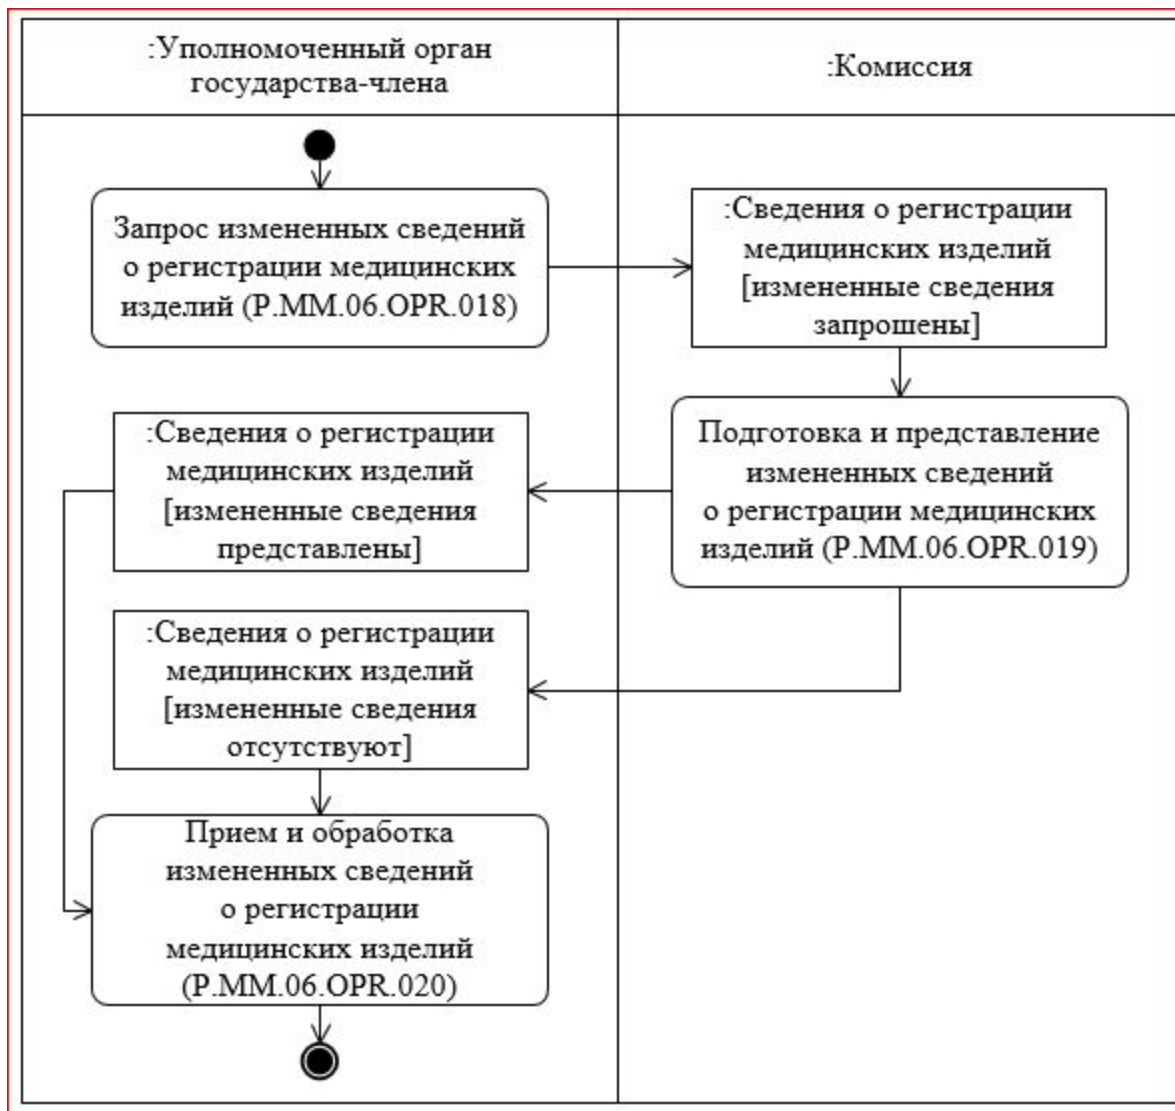 :Уполномоченный орган
государства-члена
:Комиссия
Запрос измененных сведений
о регистрации медицинских
изделий (P.MM.06.OPR.018)
:Сведения о регистрации
медицинских изделий
[измененные сведения
запрошены]
:Сведения о регистрации
медицинских изделий
[измененные сведения
представлены]
Подготовка и представление
измененных сведений
о регистрации медицинских
изделий (P.MM.06.OPR.019)
:Сведения о регистрации
медицинских изделий
[измененные сведения
отсутствуют]
Прием и обработка
измененных сведений
о регистрации
медицинских изделий
(P.MM.06.OPR.020)